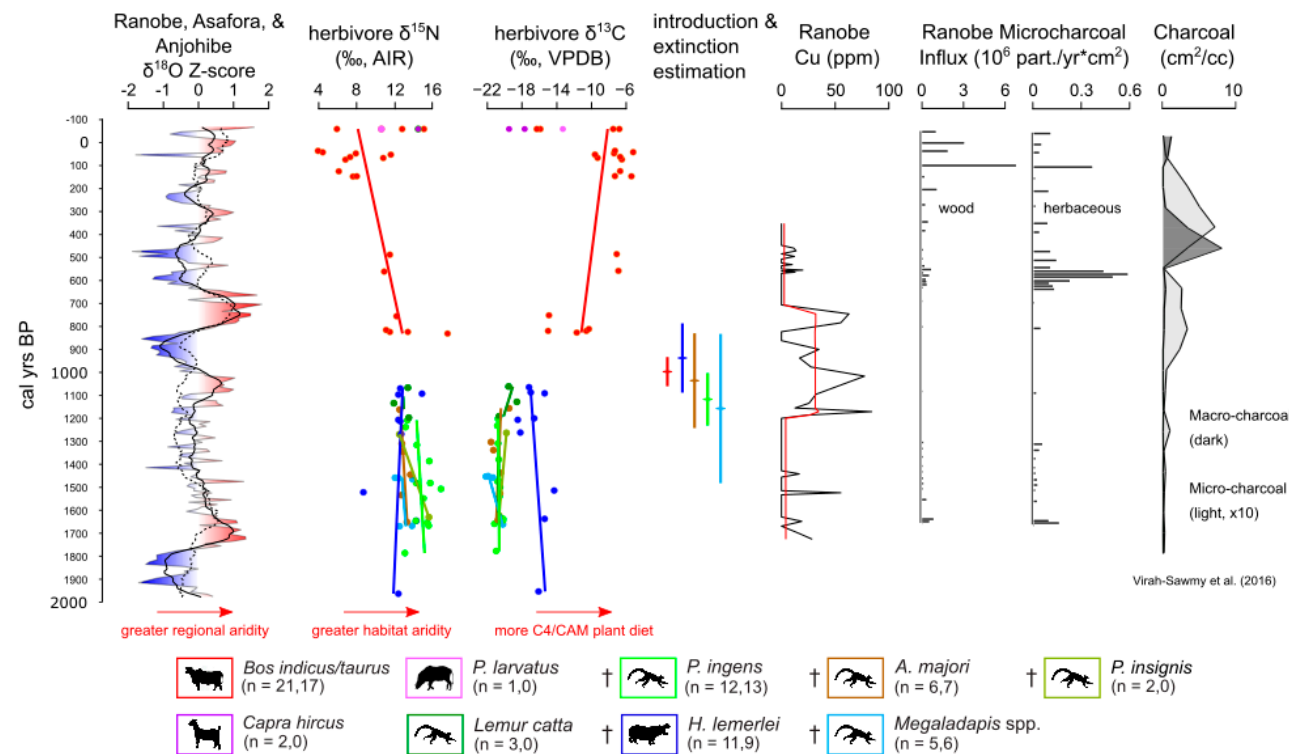 Ranobe, Asafora, &
Anjohibe
δ18O Z-score
herbivore δ15N
(‰, AIR)
herbivore δ13C
(‰, VPDB)
introduction &
extinction
estimation
Ranobe
Cu (ppm)
Ranobe Microcharcoal
Influx (10⁶ part./yr*cm²)
Charcoal
(cm²/cc)
-2 -1 0 1 2
4 8 12 16
-22 -18 -14 -10 -6
0 50 100
0 3 6
0 0.3 0.6
0 10
cal yrs BP
-100
0
100
200
300
400
500
600
700
800
900
1000
1100
1200
1300
1400
1500
1600
1700
1800
1900
2000
wood
herbaceous
Macro-charcoa
(dark)
Micro-charcoal
(light, x10)
Virah-Sawmy et al. (2016)
greater regional aridity
greater habitat aridity
more C4/CAM plant diet
Bos indicus/taurus
(n = 21,17)
P. larvatus
(n = 1,0)
† P. ingens
(n = 12,13)
† A. majori
(n = 6,7)
† P. insignis
(n = 2,0)
Capra hircus
(n = 2,0)
Lemur catta
(n = 3,0)
† H. lemerlei
(n = 11,9)
† Megaladapis spp.
(n = 5,6)